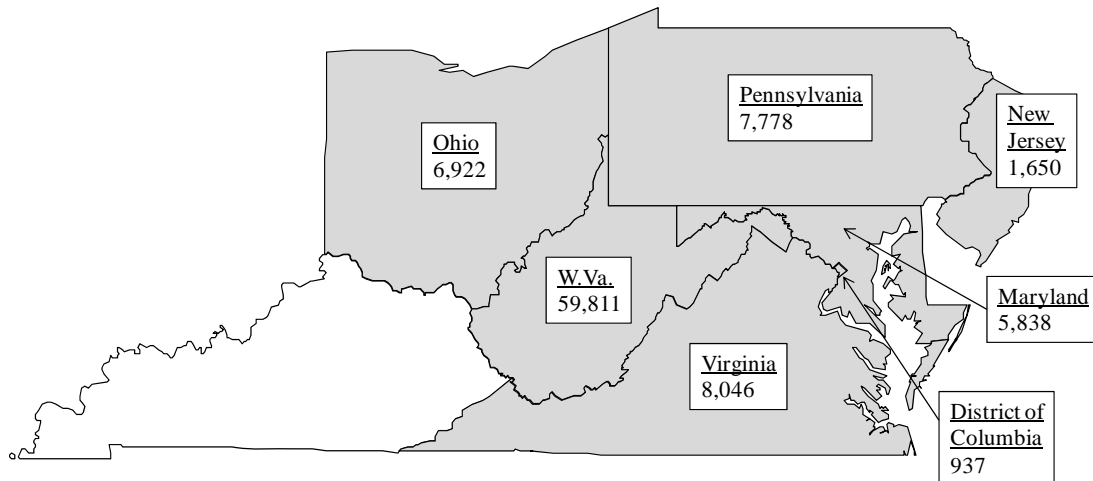 Pennsylvania
7,778
New
Jersey
1,650
Ohio
6,922
W.Va.
59,811
Maryland
5,838
Virginia
8,046
District of
Columbia
937